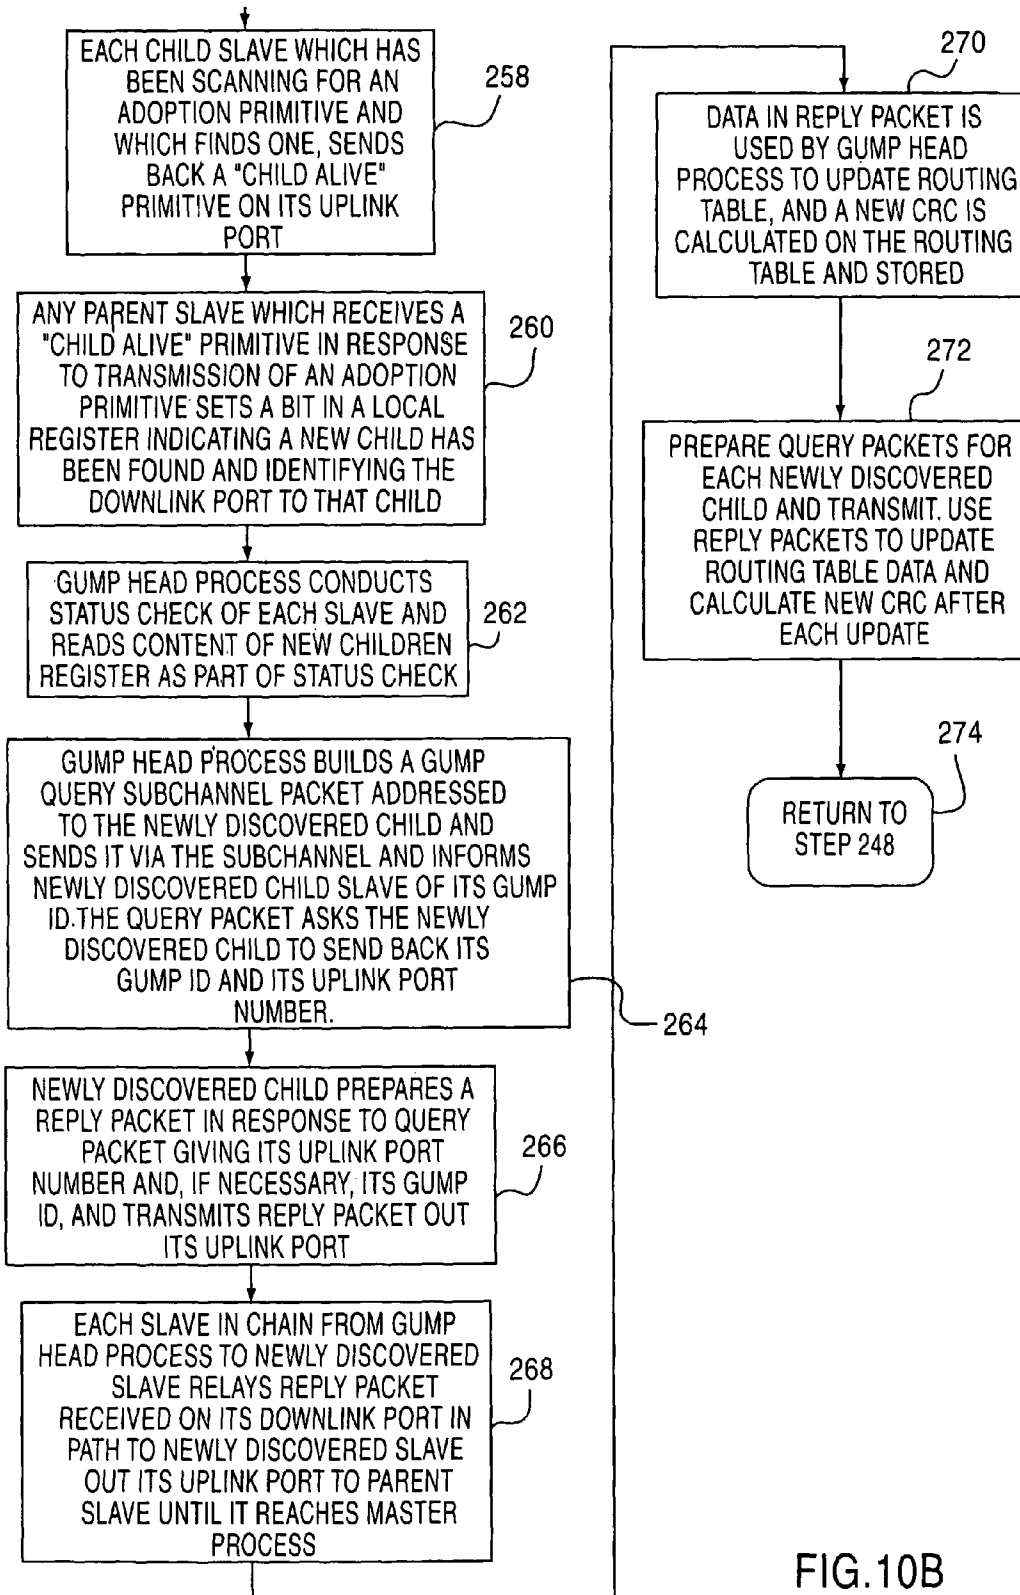 EACH CHILD SLAVE WHICH HAS
BEEN SCANNING FOR AN
ADOPTION PRIMITIVE AND
WHICH FINDS ONE, SENDS
BACK A "CHILD ALIVE"
PRIMITIVE ON ITS UPLINK
PORT
258
ANY PARENT SLAVE WHICH RECEIVES A
"CHILD ALIVE" PRIMITIVE IN RESPONSE
TO TRANSMISSION OF AN ADOPTION
PRIMITIVE SETS A BIT IN A LOCAL
REGISTER INDICATING A NEW CHILD HAS
BEEN FOUND AND IDENTIFYING THE
DOWNLINK PORT TO THAT CHILD
260
GUMP HEAD PROCESS CONDUCTS
STATUS CHECK OF EACH SLAVE AND
READS CONTENT OF NEW CHILDREN
REGISTER AS PART OF STATUS CHECK
262
GUMP HEAD PROCESS BUILDS A GUMP
QUERY SUBCHANNEL PACKET ADDRESSED
TO THE NEWLY DISCOVERED CHILD AND
SENDS IT VIA THE SUBCHANNEL AND INFORMS
NEWLY DISCOVERED CHILD SLAVE OF ITS GUMP
ID. THE QUERY PACKET ASKS THE NEWLY
DISCOVERED CHILD TO SEND BACK ITS
GUMP ID AND ITS UPLINK PORT
NUMBER.
264
NEWLY DISCOVERED CHILD PREPARES A
REPLY PACKET IN RESPONSE TO QUERY
PACKET GIVING ITS UPLINK PORT
NUMBER AND, IF NECESSARY, ITS GUMP
ID, AND TRANSMITS REPLY PACKET OUT
ITS UPLINK PORT
266
EACH SLAVE IN CHAIN FROM GUMP
HEAD PROCESS TO NEWLY DISCOVERED
SLAVE RELAYS REPLY PACKET
RECEIVED ON ITS DOWNLINK PORT IN
PATH TO NEWLY DISCOVERED SLAVE
OUT ITS UPLINK PORT TO PARENT
SLAVE UNTIL IT REACHES MASTER
PROCESS
268
270
DATA IN REPLY PACKET IS
USED BY GUMP HEAD
PROCESS TO UPDATE ROUTING
TABLE, AND A NEW CRC IS
CALCULATED ON THE ROUTING
TABLE AND STORED
272
PREPARE QUERY PACKETS FOR
EACH NEWLY DISCOVERED
CHILD AND TRANSMIT. USE
REPLY PACKETS TO UPDATE
ROUTING TABLE DATA AND
CALCULATE NEW CRC AFTER
EACH UPDATE
274
RETURN TO
STEP 248
FIG.10B